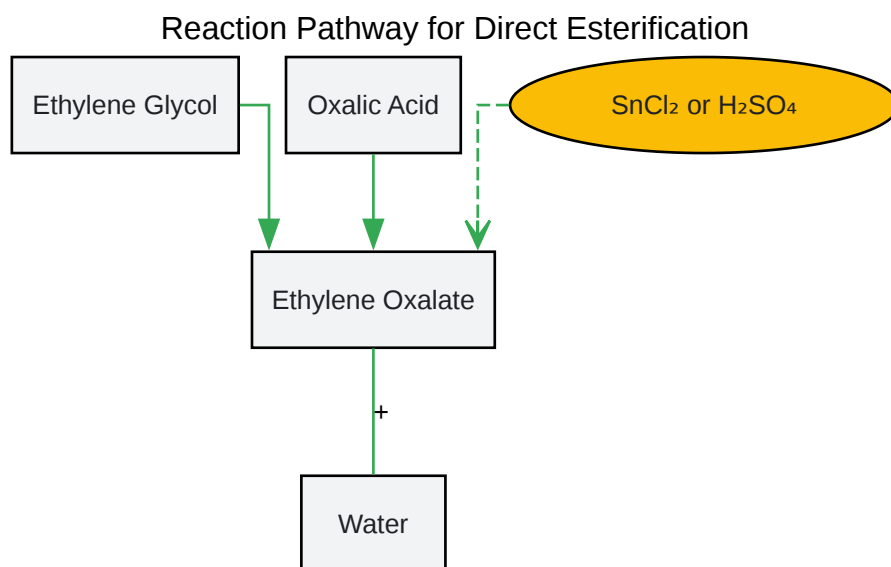 Reaction Pathway for Direct Esterification
Ethylene Glycol
Oxalic Acid
SnCl₂ or H₂SO₄
Ethylene Oxalate
+
Water